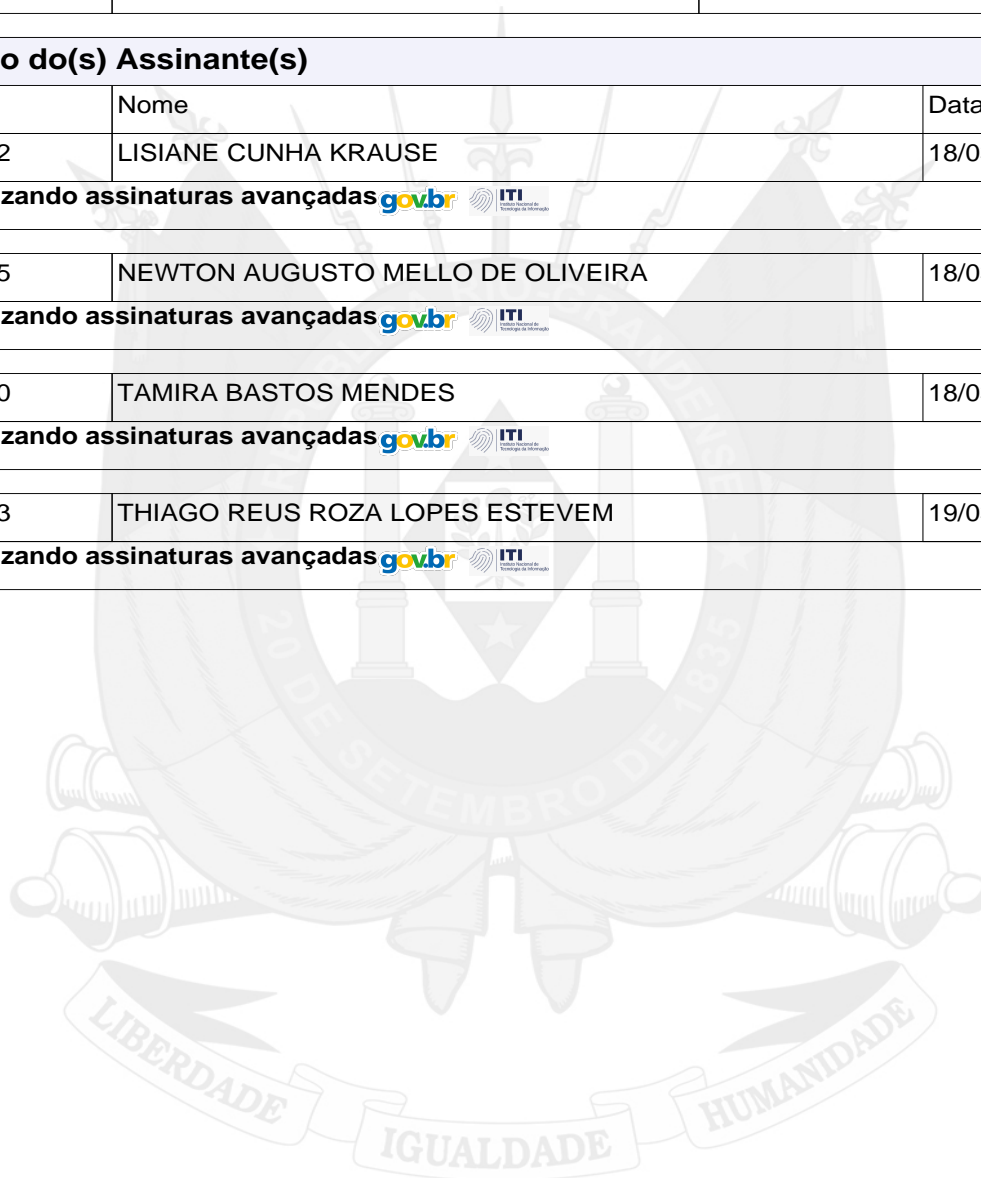 o do(s) Assinante(s)
Nome Data
2 LISIANE CUNHA KRAUSE 18/0
zando assinaturas avançadas gov.br ITI
5 NEWTON AUGUSTO MELLO DE OLIVEIRA 18/0
zando assinaturas avançadas gov.br ITI
0 TAMIRA BASTOS MENDES 18/0
zando assinaturas avançadas gov.br ITI
3 THIAGO REUS ROZA LOPES ESTEVEM 19/0
zando assinaturas avançadas gov.br ITI
20 DE SETEMBRO DE 1835
LIBERDADE IGUALDADE HUMANIDADE